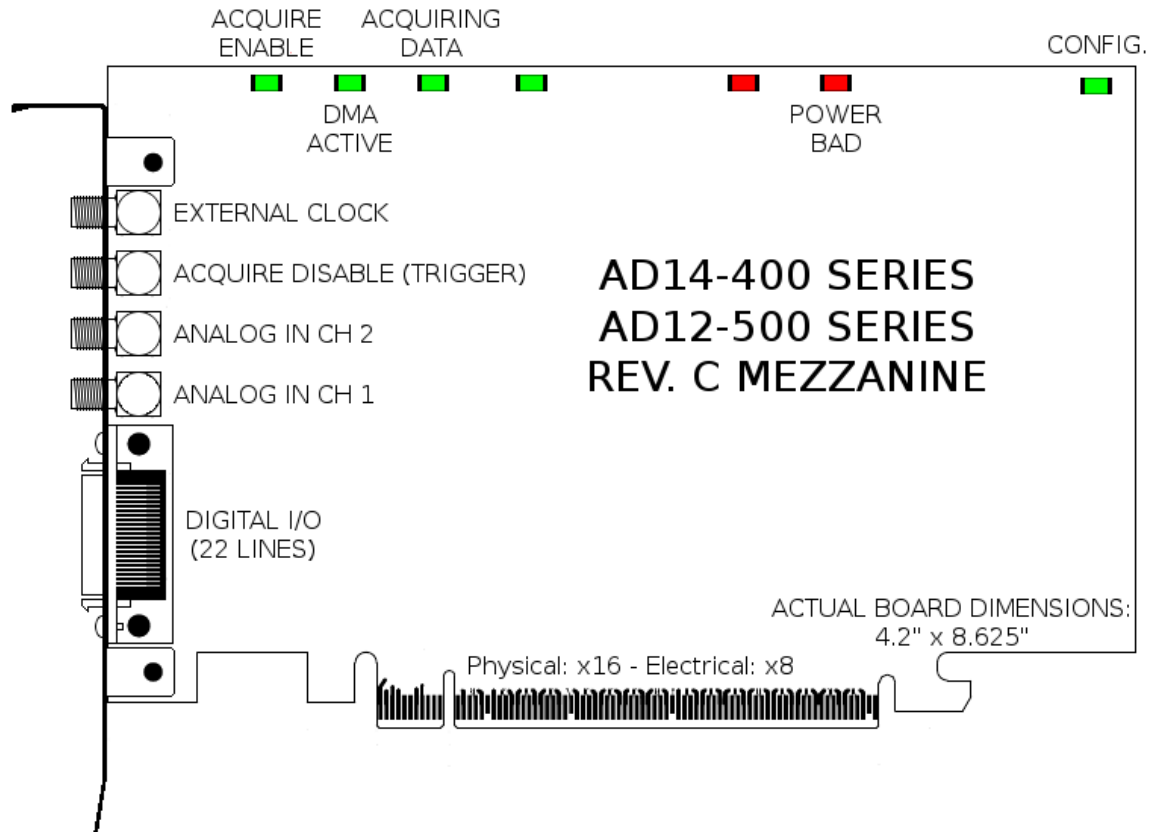 ACQUIRE
ENABLE
ACQUIRING
DATA
CONFIG.
DMA
ACTIVE
POWER
BAD
EXTERNAL CLOCK
ACQUIRE DISABLE (TRIGGER)
ANALOG IN CH 2
ANALOG IN CH 1
AD14-400 SERIES
AD12-500 SERIES
REV. C MEZZANINE
DIGITAL I/O
(22 LINES)
ACTUAL BOARD DIMENSIONS:
4.2" x 8.625"
Physical: x16 - Electrical: x8